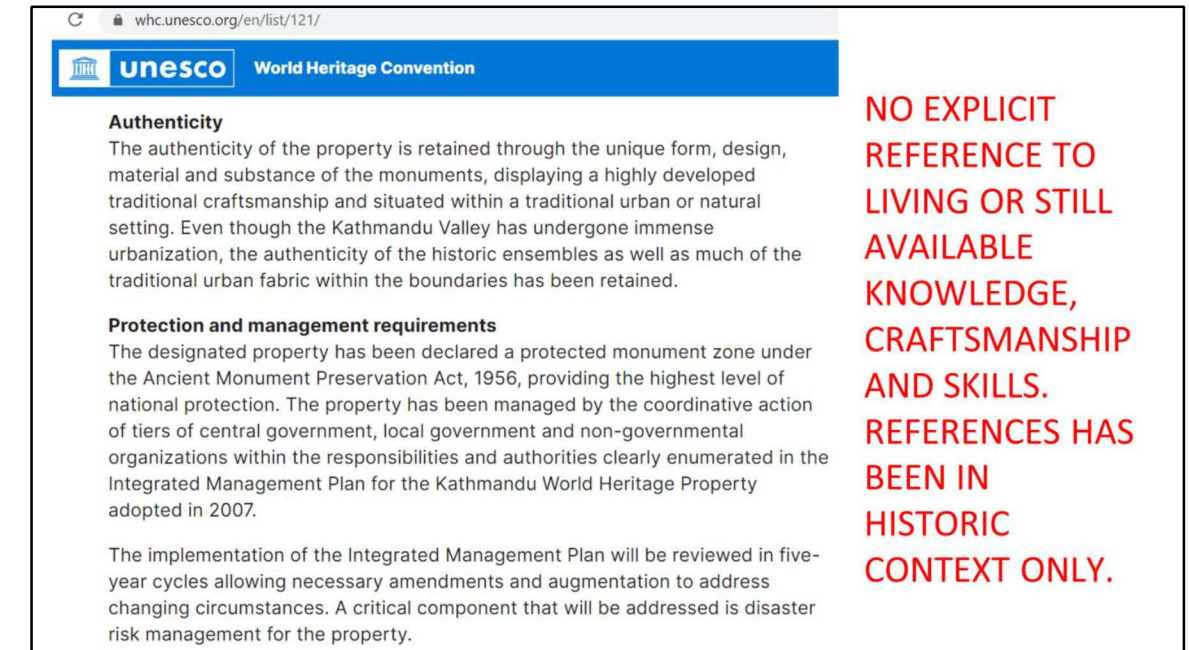 whc.unesco.org/en/list/121/
unesco World Heritage Convention
Authenticity
The authenticity of the property is retained through the unique form, design,
material and substance of the monuments, displaying a highly developed
traditional craftsmanship and situated within a traditional urban or natural
setting. Even though the Kathmandu Valley has undergone immense
urbanization, the authenticity of the historic ensembles as well as much of the
traditional urban fabric within the boundaries has been retained.
Protection and management requirements
The designated property has been declared a protected monument zone under
the Ancient Monument Preservation Act, 1956, providing the highest level of
national protection. The property has been managed by the coordinative action
of tiers of central government, local government and non-governmental
organizations within the responsibilities and authorities clearly enumerated in the
Integrated Management Plan for the Kathmandu World Heritage Property
adopted in 2007.
The implementation of the Integrated Management Plan will be reviewed in five-
year cycles allowing necessary amendments and augmentation to address
changing circumstances. A critical component that will be addressed is disaster
risk management for the property.
NO EXPLICIT
REFERENCE TO
LIVING OR STILL
AVAILABLE
KNOWLEDGE,
CRAFTSMANSHIP
AND SKILLS.
REFERENCES HAS
BEEN IN
HISTORIC
CONTEXT ONLY.